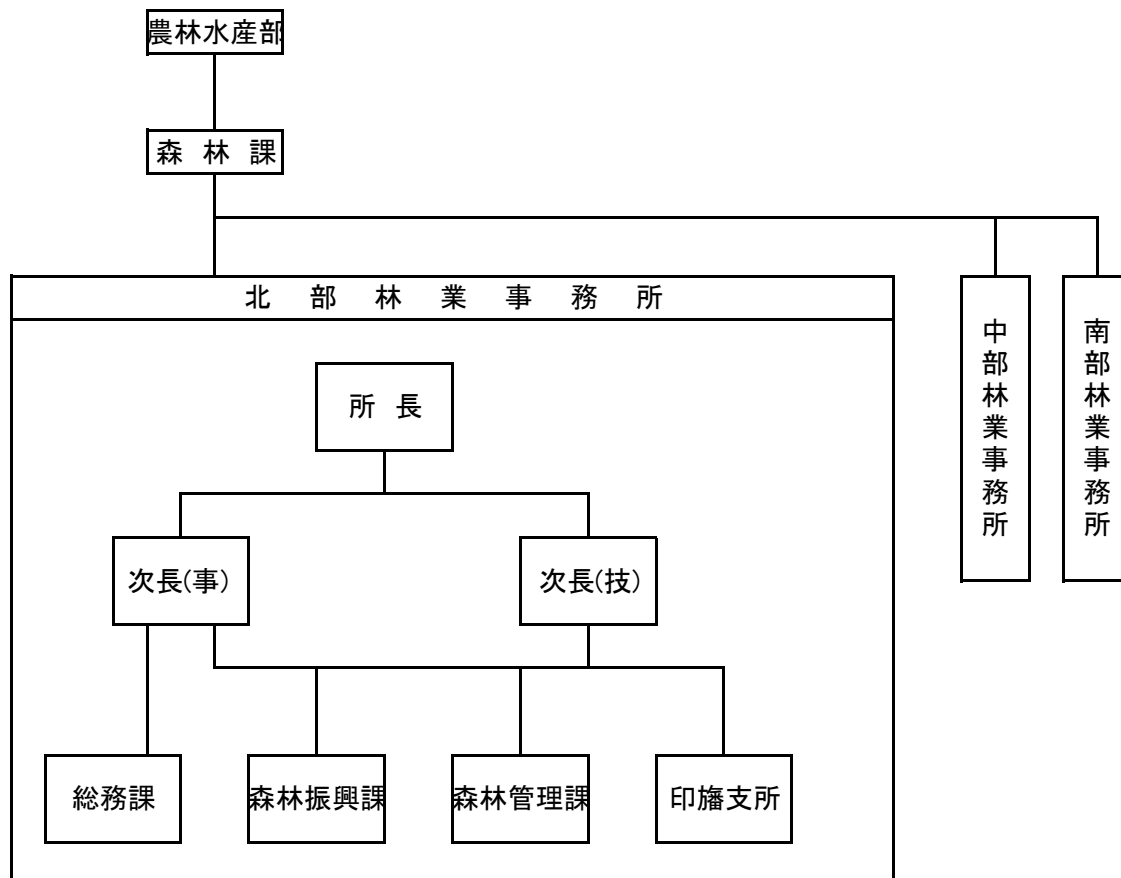 農林水産部
森林課
北部林業事務所
中部林業事務所
南部林業事務所
所長
次長(事)
次長(技)
総務課
森林振興課
森林管理課
印旛支所